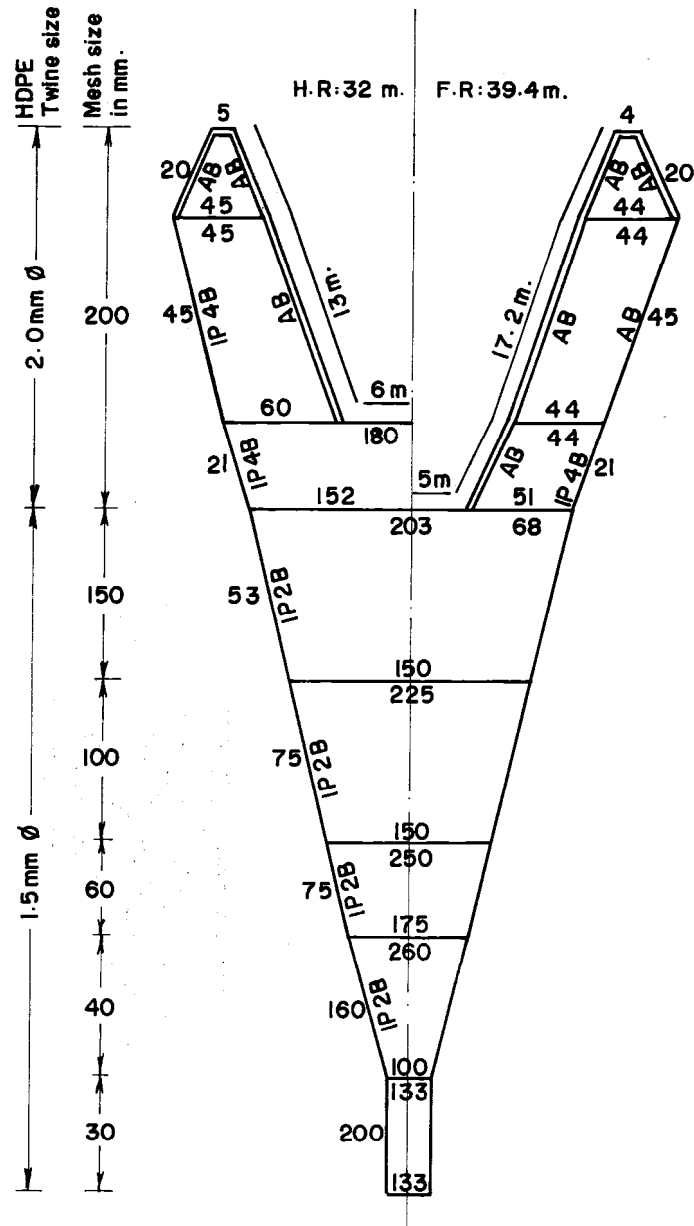 HDPE
Twine size
Mesh size
in mm.
H.R:32 m. F.R:39.4m.
5
4
20
AB
AB
AB
AB
20
45
44
45
44
2.0mm Ø
200
45
IP4B
AB
13m.
17.2m.
AB
AB
45
6m
60
44
180
44
21
IP4B
5m
AB
IP4B
21
152
51
203
68
150
53
IP2B
150
225
100
75
IP2B
1.5mm Ø
150
250
60
75
IP2B
175
260
40
160
IP2B
100
133
30
200
133